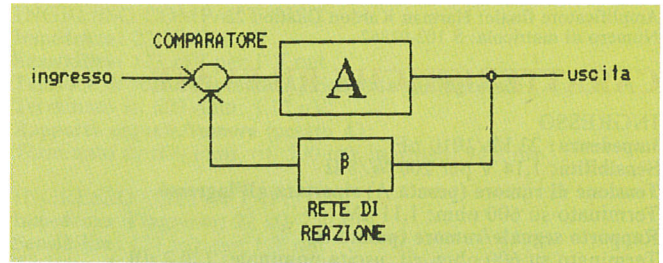 COMPARATORE
ingresso
A
uscita
β
RETE DI
REAZIONE